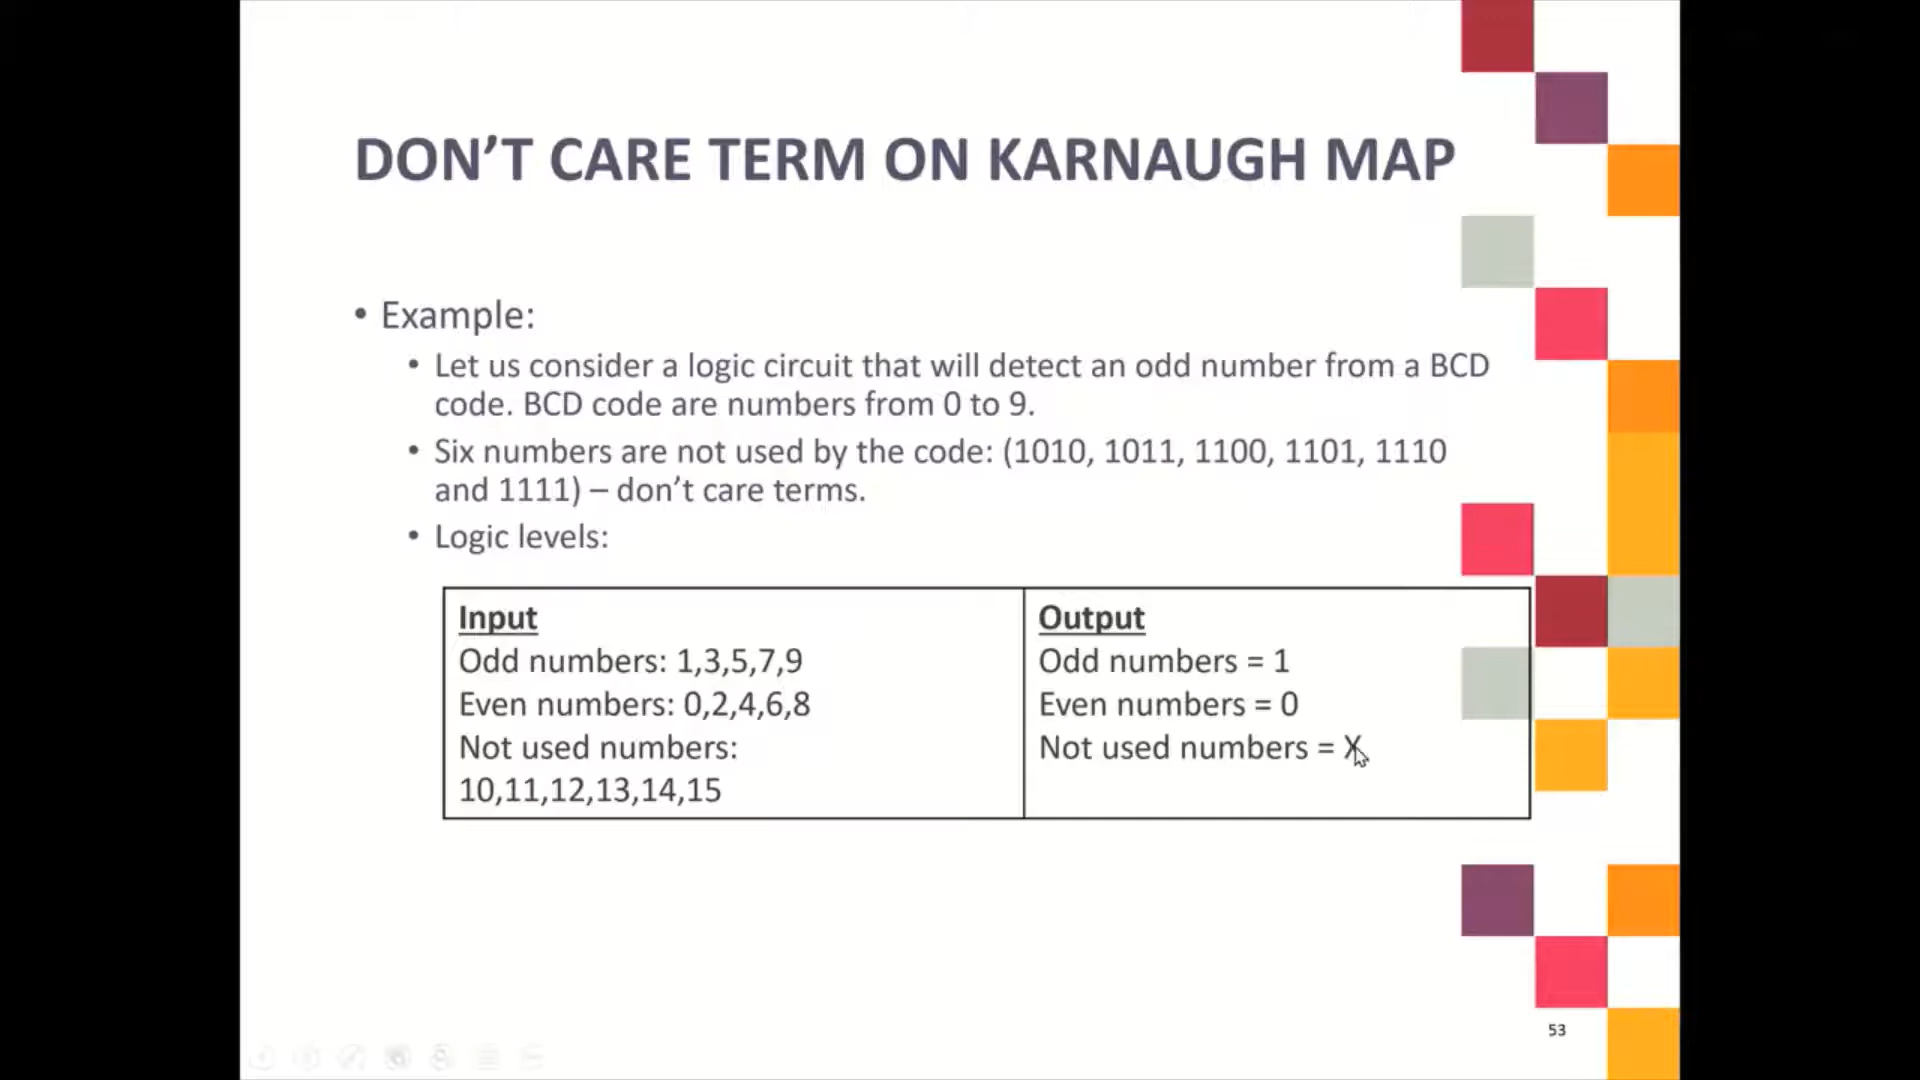 DON’T CARE TERM ON KARNAUGH MAP
• Example:
• Let us consider a logic circuit that will detect an odd number from a BCD
code. BCD code are numbers from 0 to 9.
• Six numbers are not used by the code: (1010, 1011, 1100, 1101, 1110
and 1111) – don’t care terms.
• Logic levels:
Input
Odd numbers: 1,3,5,7,9
Even numbers: 0,2,4,6,8
Not used numbers:
10,11,12,13,14,15
Output
Odd numbers = 1
Even numbers = 0
Not used numbers = X
53